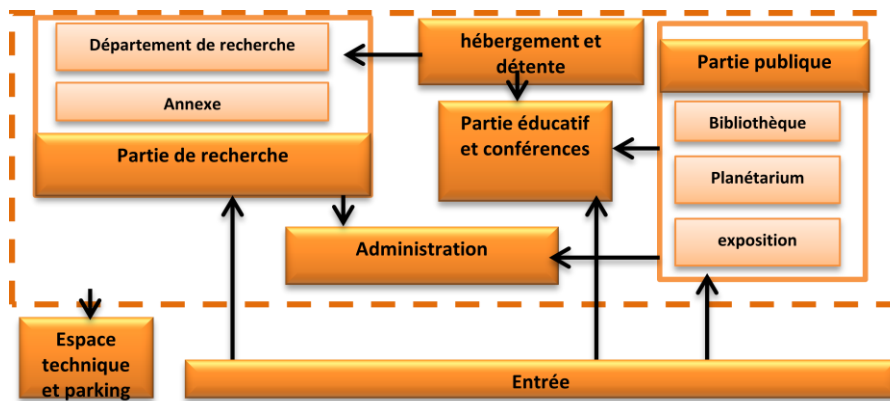 Département de recherche
Annexe
Partie de recherche
hébergement et
détente
Partie éducatif
et conférences
Partie publique
Bibliothèque
Planétarium
exposition
Administration
Espace
technique
et parking
Entrée